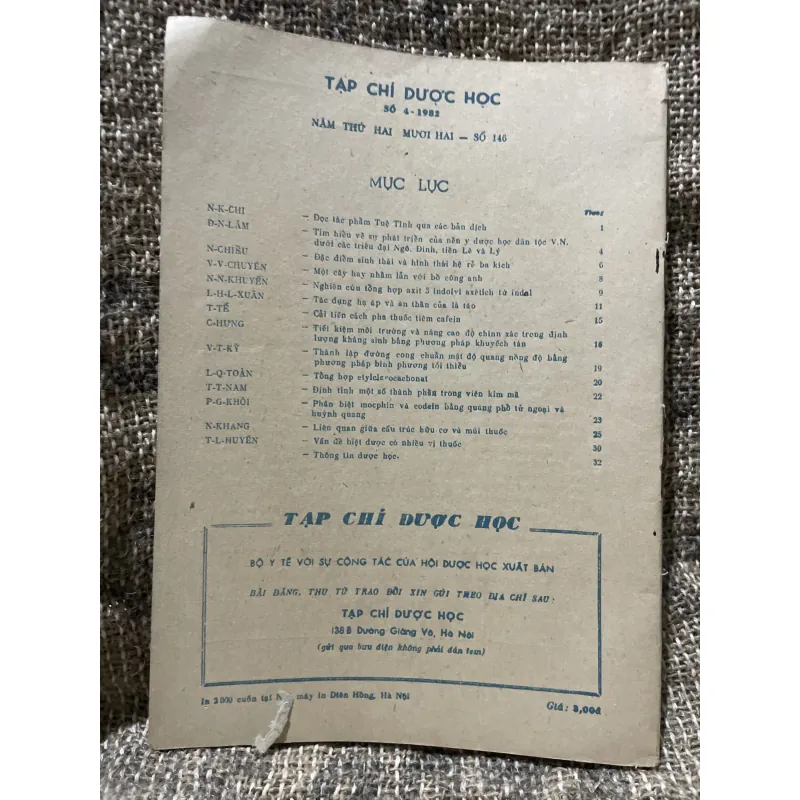 TẠP CHÍ DƯỢC HỌC
SỐ 4 - 1982
NĂM THỨ HAI MƯƠI HAI — SỐ 146
MỤC LỤC
Trang
N-K-CHI — Đọc tác phẩm Tuệ Tĩnh qua các bản dịch 1
Đ-N-LÂM — Tìm hiểu về sự phát triển của nền y dược học dân tộc V.N.
dưới các triều đại Ngô, Đinh, tiền Lê và Lý 4
N-CHIỀU — Đặc điểm sinh thái và hình thái hệ rễ ba kích 6
V-V-CHUYÊN — Một cây hay nhầm lẫn với bồ công anh 8
N-N-KHUYẾN — Nghiên cứu tổng hợp axit 3 indolyl axêtich từ indol 9
L-H-L-XUÂN — Tác dụng hạ áp và an thần của lá táo 11
T-TẾ — Cải tiến cách pha thuốc tiêm cafein 15
C-HƯNG — Tiết kiệm môi trường và nâng cao độ chính xác trong định
lượng kháng sinh bằng phương pháp khuyếch tán 16
V-T-KỲ — Thành lập đường cong chuẩn mật độ quang nồng độ bằng
phương pháp bình phương tối thiểu 19
L-Q-TOÀN — Tổng hợp 20
T-T-NAM — Định tính một số thành phần trong viên kim mã 22
P-G-KHÔI — Phân biệt mocphin và codein bằng quang phổ tử ngoại và
huỳnh quang 23
N-KHANG — Liên quan giữa cấu trúc hữu cơ và mùi thuốc 25
T-L-HUYÊN — Vấn đề biệt dược có nhiều vị thuốc 30
— Thông tin dược học. 32
TẠP CHÍ DƯỢC HỌC
BỘ Y TẾ VỚI SỰ CỘNG TÁC CỦA HỘI DƯỢC HỌC XUẤT BẢN
BÀI ĐĂNG, THƯ TỪ TRAO ĐỔI XIN GỬI THEO ĐỊA CHỈ SAU:
TẠP CHÍ DƯỢC HỌC
138B Đường Giảng Võ, Hà Nội
(gửi qua bưu điện không phải dán tem)
In 2000 cuốn tại máy in Diên Hồng, Hà Nội
Giá: 3,00đ